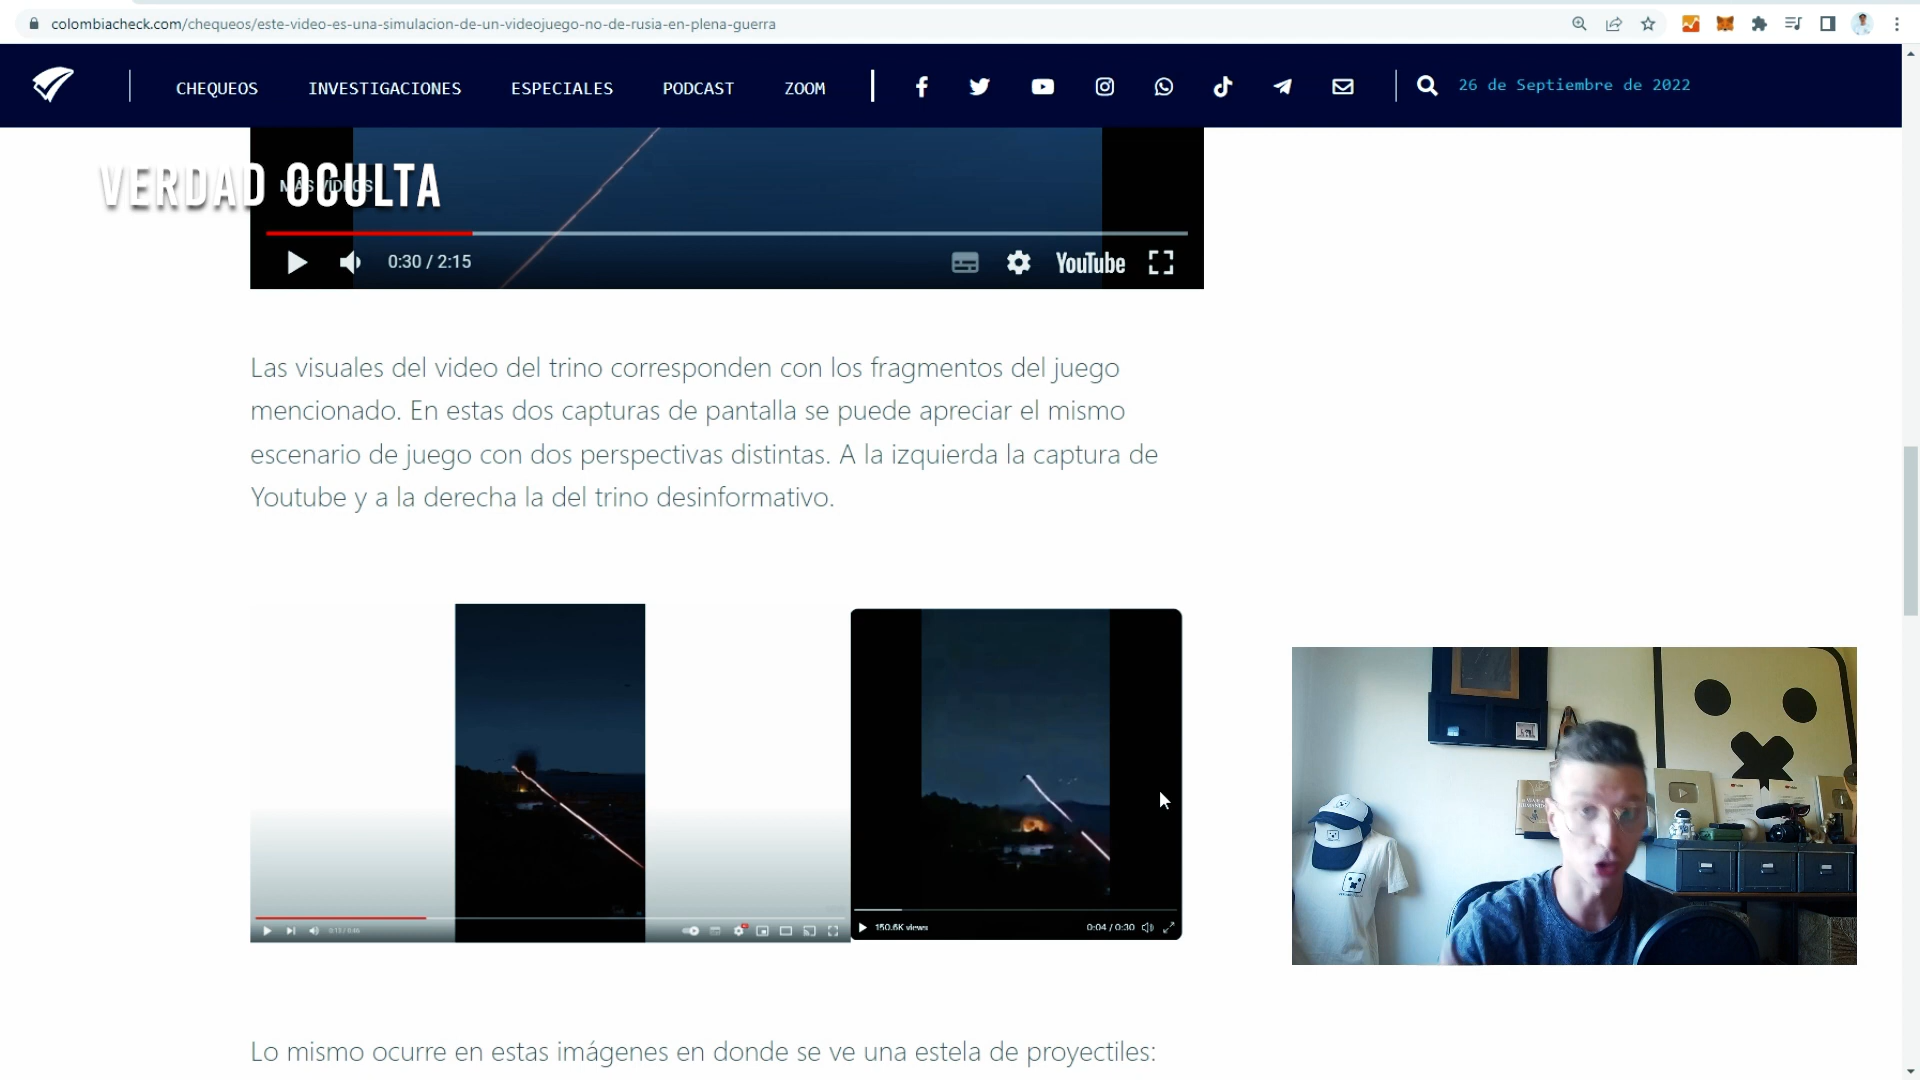 colombiacheck.com/chequeos/este-video-es-una-simulacion-de-un-videojuego-no-de-rusia-en-plena-guerra
CHEQUEOS INVESTIGACIONES ESPECIALES PODCAST ZOOM 26 de Septiembre de 2022
VERDAD OCULTA
MÁS VIDEOS
0:30 / 2:15 YouTube
Las visuales del video del trino corresponden con los fragmentos del juego
mencionado. En estas dos capturas de pantalla se puede apreciar el mismo
escenario de juego con dos perspectivas distintas. A la izquierda la captura de
Youtube y a la derecha la del trino desinformativo.
150.6K views 0:04 / 0:30
Lo mismo ocurre en estas imágenes en donde se ve una estela de proyectiles: